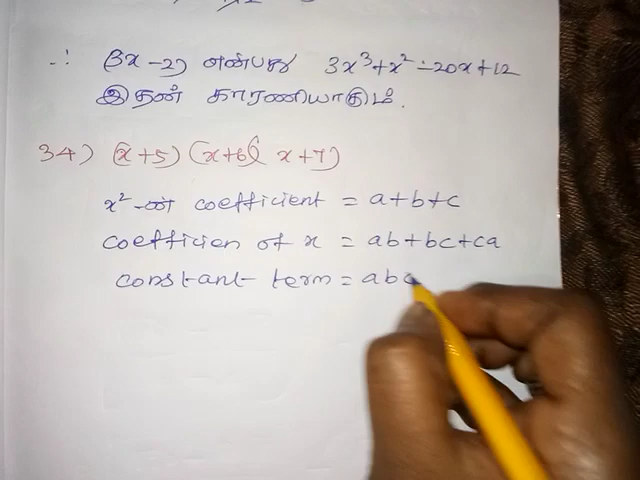 ∴ (3x-2) என்பது 3x³+x²-20x+12
இதன் காரணியாகும்.
34) (x+5) (x+6)( x+7)
x²-ன் coefficient = a+b+c
coefficien of x = ab+bc+ca
constant term = abc